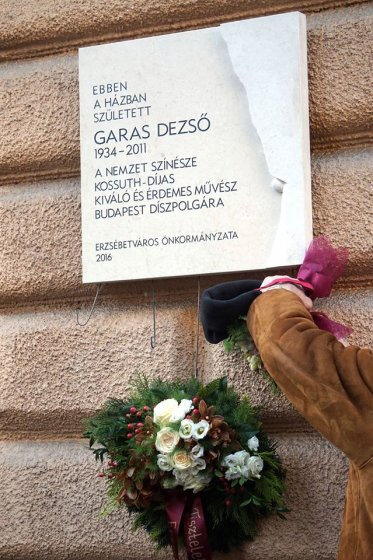 EBBEN
A HÁZBAN
SZÜLETETT
GARAS DEZSŐ
1934-2011
A NEMZET SZÍNÉSZE
KOSSUTH-DÍJAS
KIVÁLÓ ÉS ÉRDEMES MŰVÉSZ
BUDAPEST DÍSZPOLGÁRA
ERZSÉBETVÁROS ÖNKORMÁNYZATA
2016